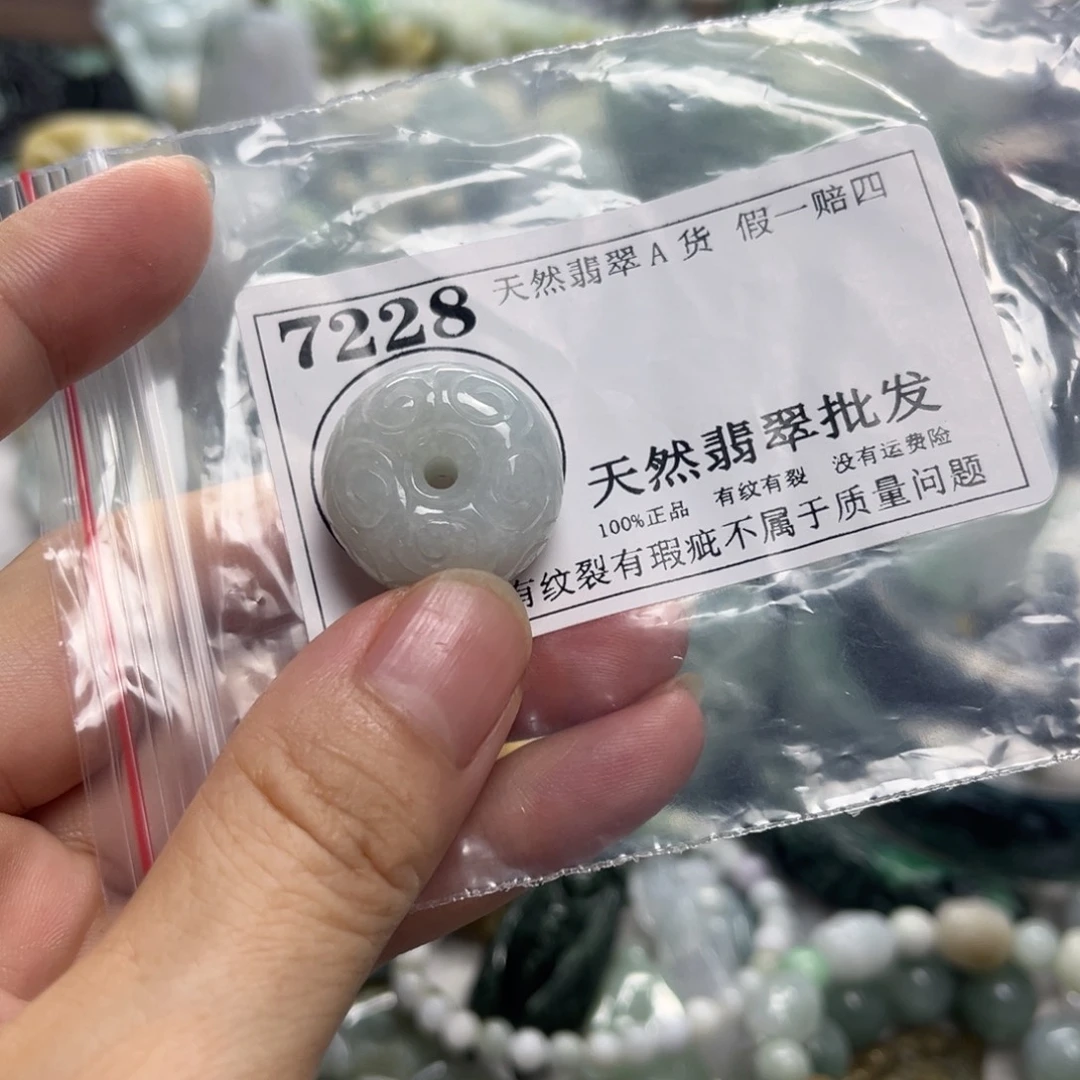 天然翡翠A货 假一赔四
7228
天然翡翠批发
100%正品 有纹有裂 没有运费险
有纹裂有瑕疵不属于质量问题